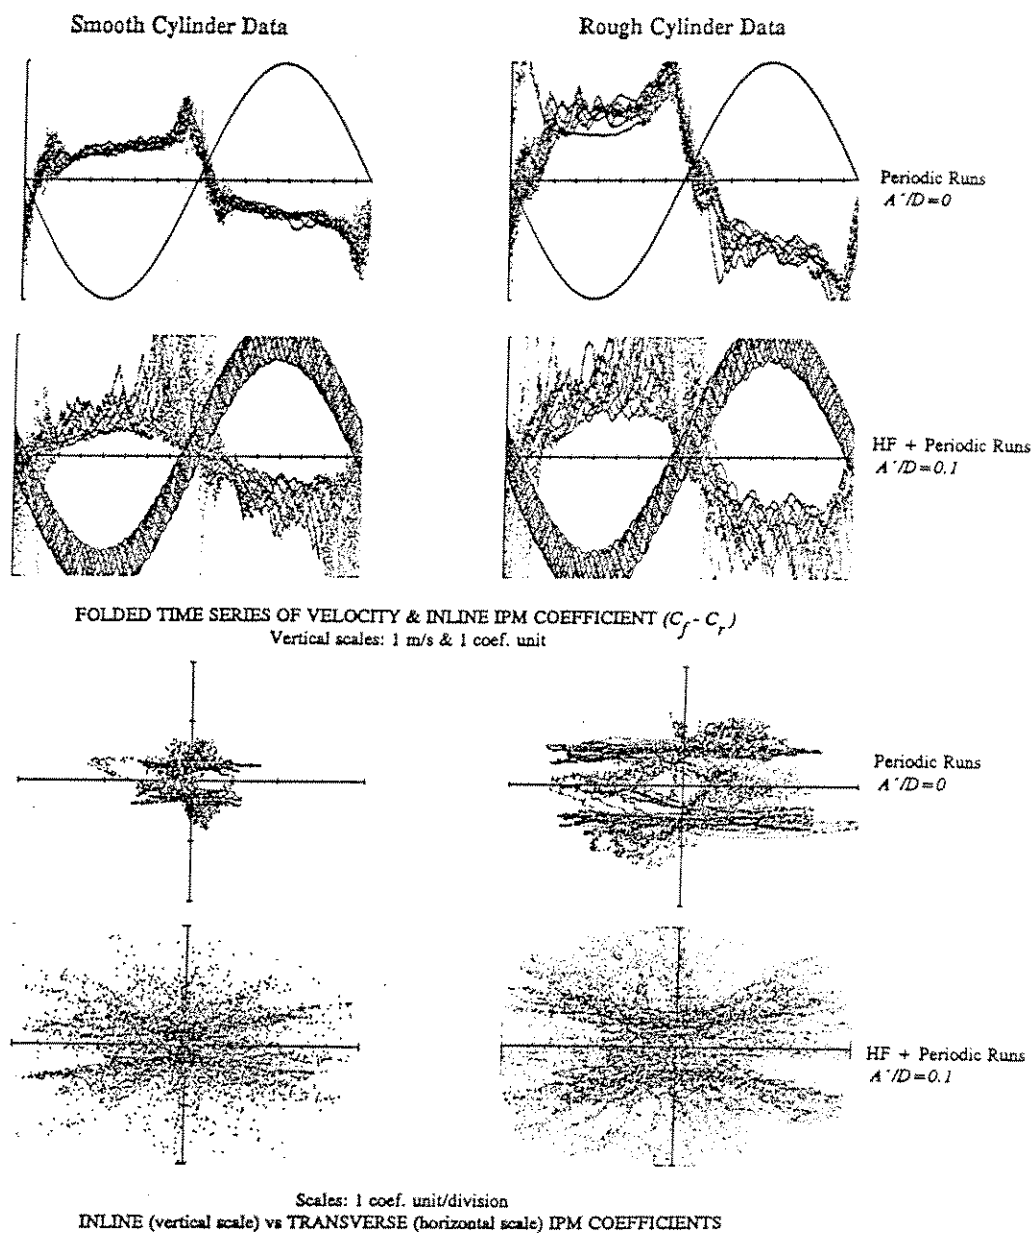 Smooth Cylinder Data
Rough Cylinder Data
Periodic Runs
A´/D=0
HF + Periodic Runs
A´/D=0.1
FOLDED TIME SERIES OF VELOCITY & INLINE IPM COEFFICIENT (C_f - C_r)
Vertical scales: 1 m/s & 1 coef. unit
Periodic Runs
A´/D=0
HF + Periodic Runs
A´/D=0.1
Scales: 1 coef. unit/division
INLINE (vertical scale) vs TRANSVERSE (horizontal scale) IPM COEFFICIENTS